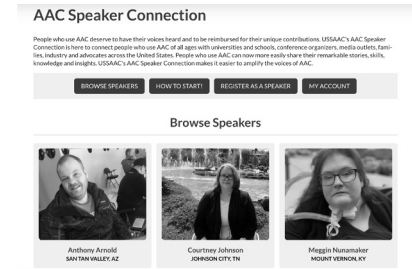 AAC Speaker Connection
People who use AAC deserve to have their voices heard and to be reimbursed for their unique contributions. USSAAC's AAC Speaker
Connection is here to connect people who use AAC of all ages with universities and schools, conference organizers, media outlets, fami-
lies, industry and advocates across the United States. People who use AAC can now more easily share their remarkable stories, skills,
knowledge and insights. USSAAC's AAC Speaker Connection makes it easier to amplify the voices of AAC.
BROWSE SPEAKERS HOW TO START! REGISTER AS A SPEAKER MY ACCOUNT
Browse Speakers
Anthony Arnold Courtney Johnson Meggin Nunamaker
SAN TAN VALLEY, AZ JOHNSON CITY, TN MOUNT VERNON, KY